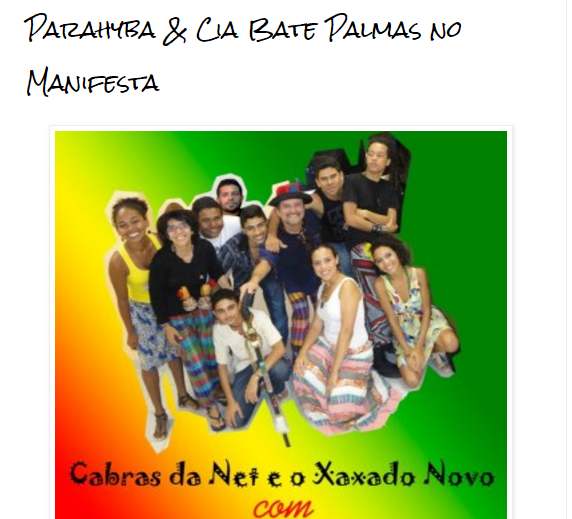 Parahyba & Cia Bate Palmas no
Manifesta
Cabras da Net e o Xaxado Novo
com